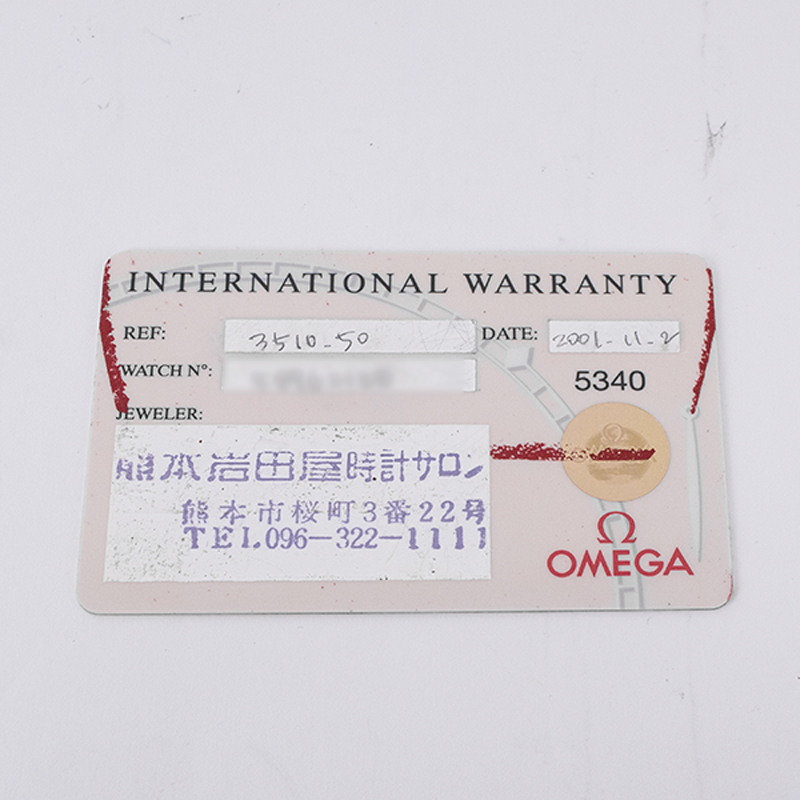 INTERNATIONAL WARRANTY
REF: 3510-50 DATE: 2001-11-2
WATCH N°:
5340
JEWELER:
熊本岩田屋時計サロン
熊本市桜町3番22号
TEL.096-322-1111
Ω
OMEGA